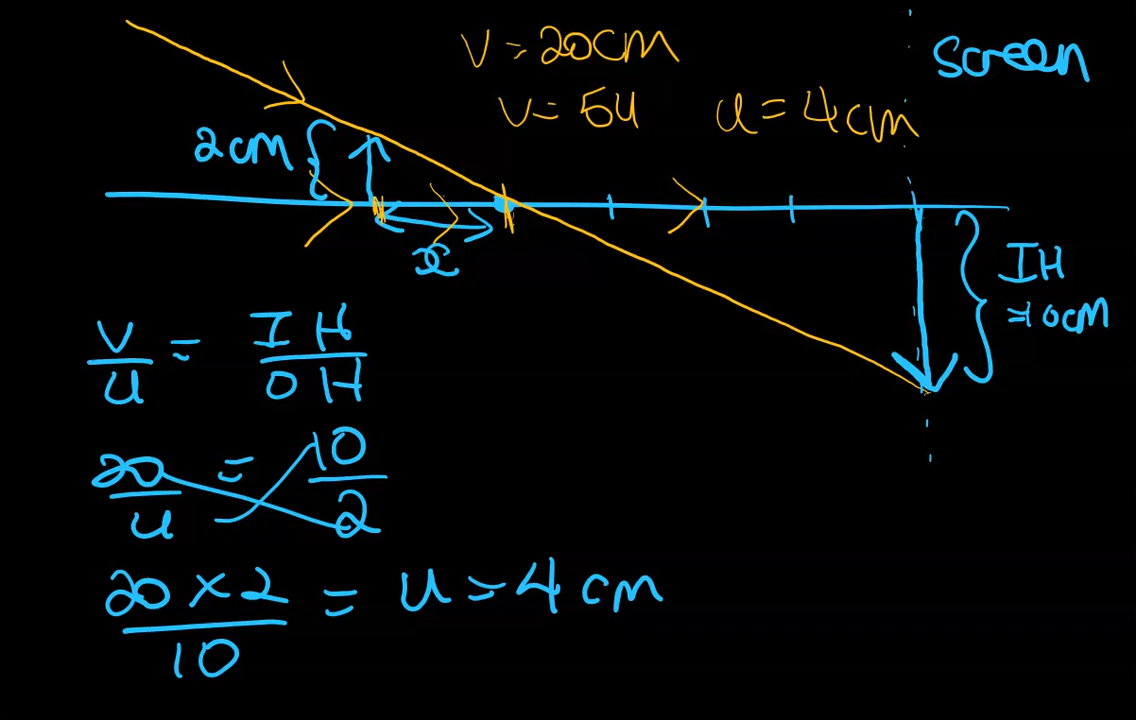 V = 20cm
Screen
V = 5u u = 4cm
2cm
x
IH
=10cm
V/u = IH/OH
20/u = 10/2
20 x 2/10 = u = 4 cm